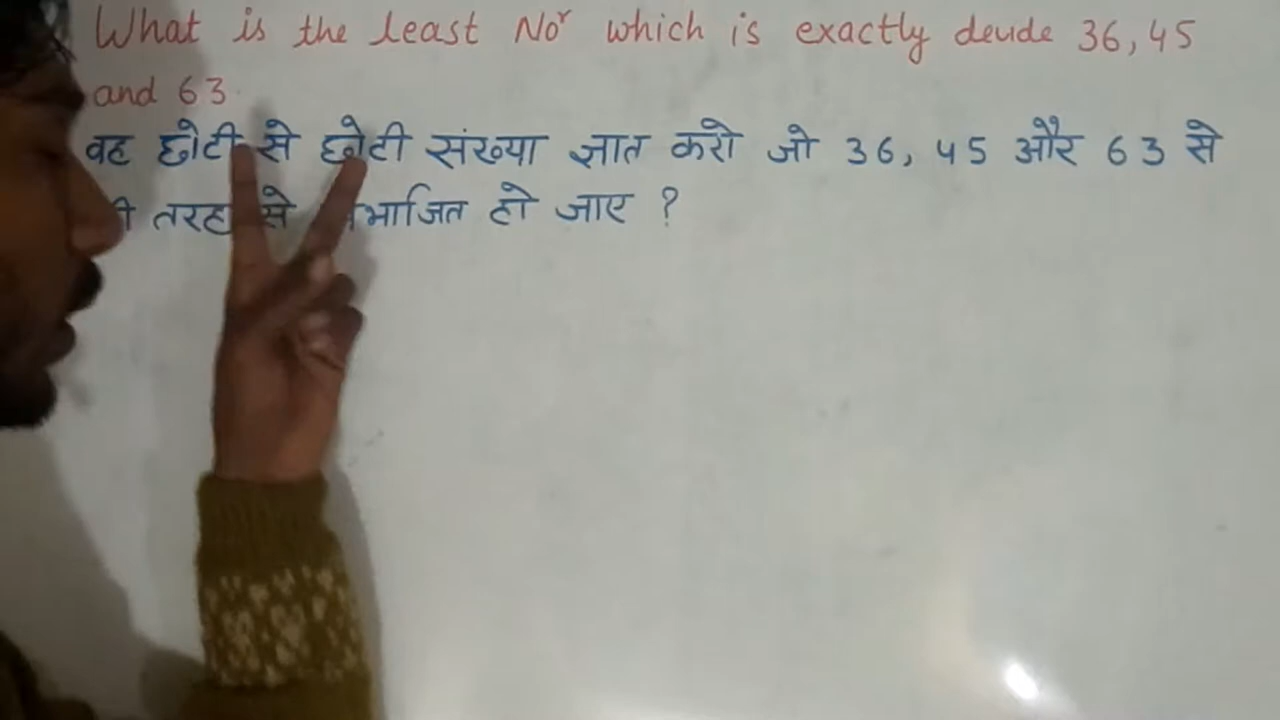 What is the least Noʳ which is exactly devide 36, 45
and 63.
वह छोटी से छोटी संख्या ज्ञात करो जो 36, 45 और 63 से
तरह से हो जाए ?